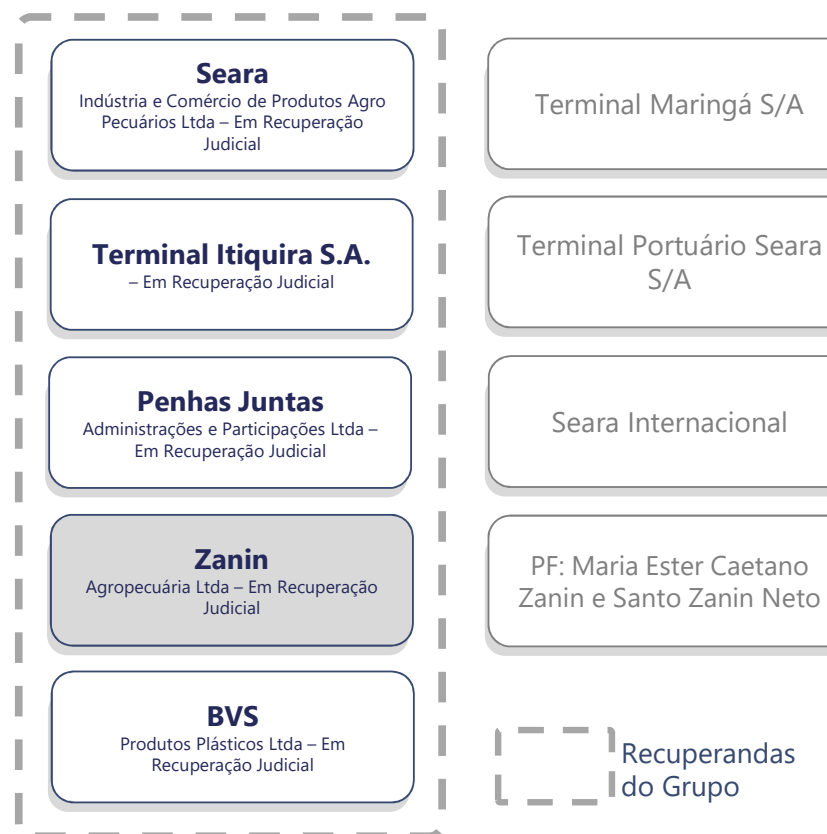 Seara
Indústria e Comércio de Produtos Agro
Pecuários Ltda – Em Recuperação
Judicial
Terminal Itiquira S.A.
– Em Recuperação Judicial
Penhas Juntas
Administrações e Participações Ltda –
Em Recuperação Judicial
Zanin
Agropecuária Ltda – Em Recuperação
Judicial
BVS
Produtos Plásticos Ltda – Em
Recuperação Judicial
Terminal Maringá S/A
Terminal Portuário Seara
S/A
Seara Internacional
PF: Maria Ester Caetano
Zanin e Santo Zanin Neto
Recuperandas
do Grupo